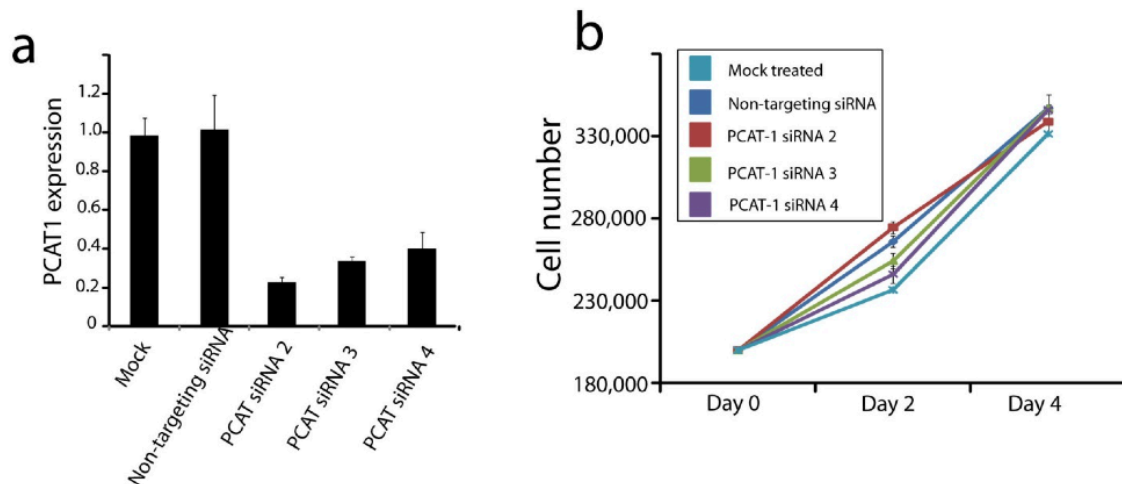 a
PCAT1 expression
1.2
1.0
0.8
0.6
0.4
0.2
0
Mock
Non-targeting siRNA
PCAT siRNA 2
PCAT siRNA 3
PCAT siRNA 4
b
Cell number
330,000
280,000
230,000
180,000
Mock treated
Non-targeting siRNA
PCAT-1 siRNA 2
PCAT-1 siRNA 3
PCAT-1 siRNA 4
Day 0
Day 2
Day 4